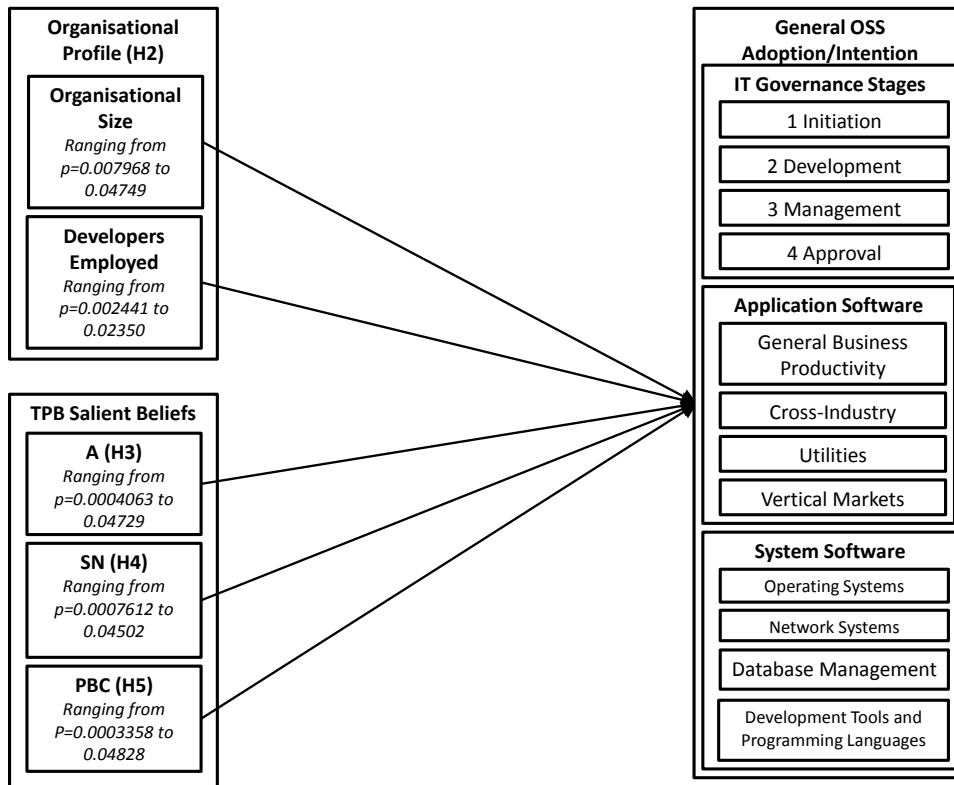 Organisational
Profile (H2)
Organisational
Size
Ranging from
p=0.007968 to
0.04749
Developers
Employed
Ranging from
p=0.002441 to
0.02350
TPB Salient Beliefs
A (H3)
Ranging from
p=0.0004063 to
0.04729
SN (H4)
Ranging from
p=0.0007612 to
0.04502
PBC (H5)
Ranging from
P=0.0003358 to
0.04828
General OSS
Adoption/Intention
IT Governance Stages
1 Initiation
2 Development
3 Management
4 Approval
Application Software
General Business
Productivity
Cross-Industry
Utilities
Vertical Markets
System Software
Operating Systems
Network Systems
Database Management
Development Tools and
Programming Languages